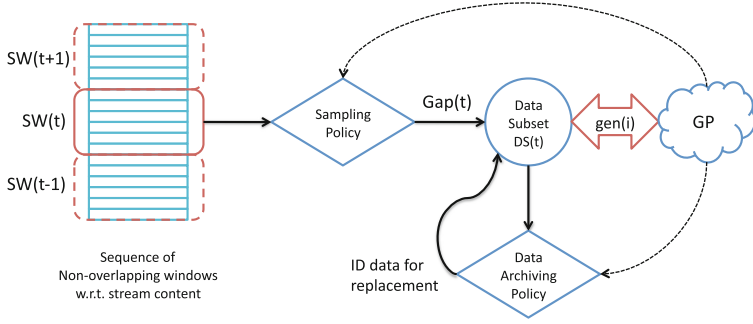 SW(t+1)
SW(t)
SW(t-1)
Sequence of
Non-overlapping windows
w.r.t. stream content
Sampling
Policy
Gap(t)
Data
Subset
DS(t)
gen(i)
GP
ID data for
replacement
Data
Archiving
Policy